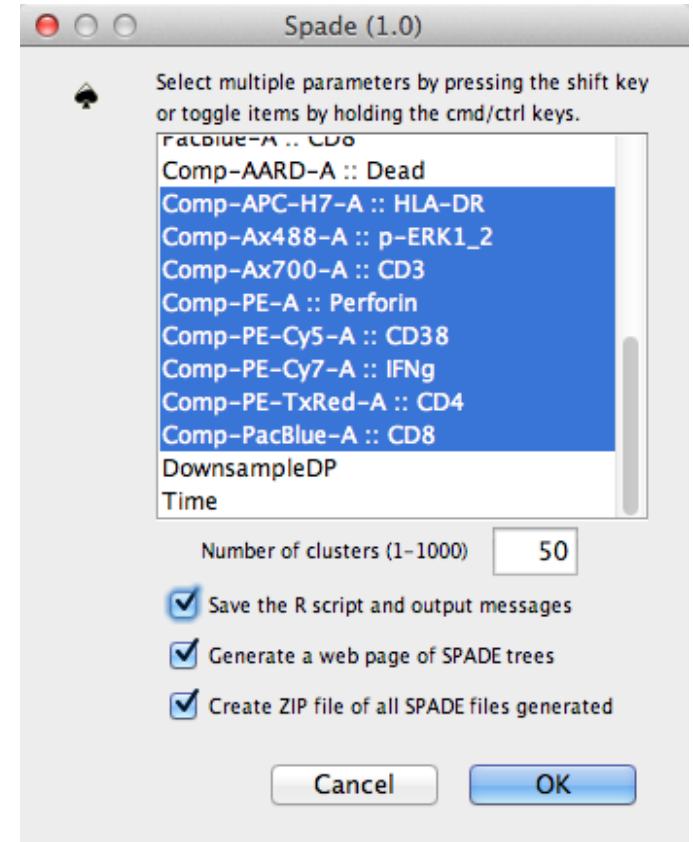 Spade (1.0)
Select multiple parameters by pressing the shift key
or toggle items by holding the cmd/ctrl keys.
PacBlue-A :: CD8
Comp-AARD-A :: Dead
Comp-APC-H7-A :: HLA-DR
Comp-Ax488-A :: p-ERK1_2
Comp-Ax700-A :: CD3
Comp-PE-A :: Perforin
Comp-PE-Cy5-A :: CD38
Comp-PE-Cy7-A :: IFNg
Comp-PE-TxRed-A :: CD4
Comp-PacBlue-A :: CD8
DownsampleDP
Time
Number of clusters (1-1000) 50
Save the R script and output messages
Generate a web page of SPADE trees
Create ZIP file of all SPADE files generated
Cancel OK